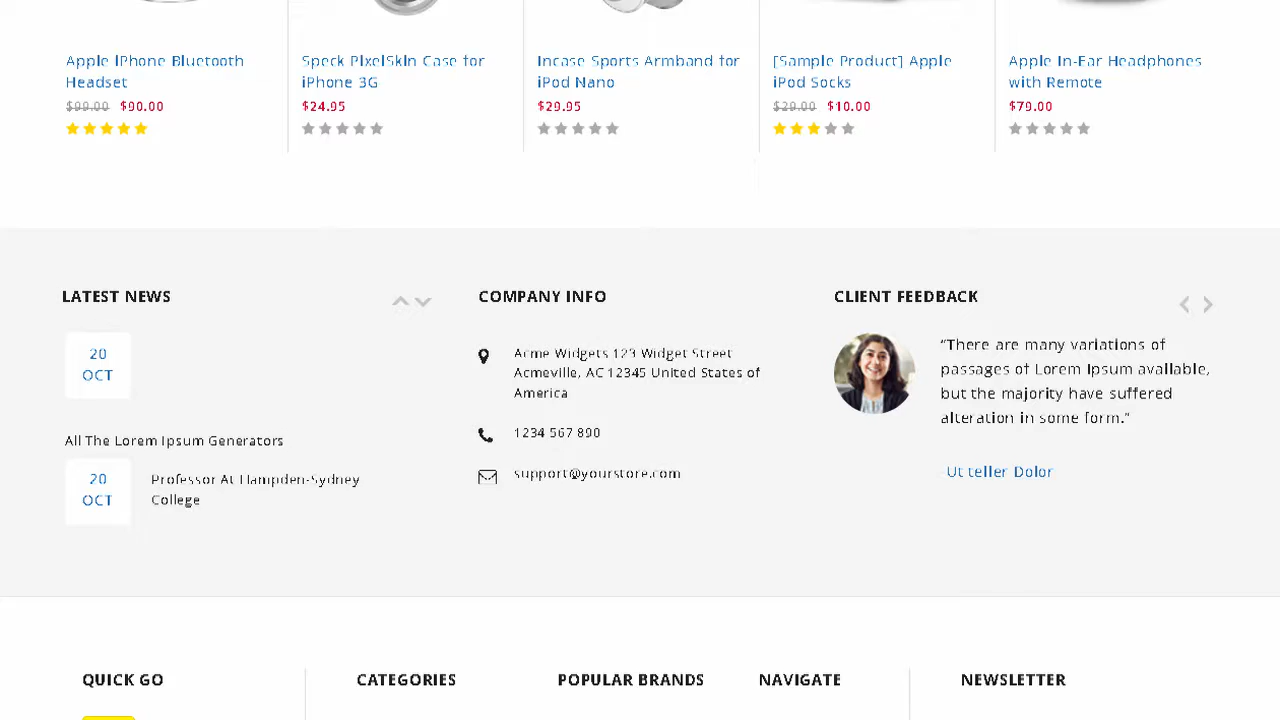 Apple iPhone Bluetooth
Headset
$99.00 $90.00
Speck PixelSkin Case for
iPhone 3G
$24.95
Incase Sports Armband for
iPod Nano
$29.95
[Sample Product] Apple
iPod Socks
$29.00 $10.00
Apple In-Ear Headphones
with Remote
$79.00
LATEST NEWS
20
OCT
All The Lorem Ipsum Generators
20
OCT
Professor At Hampden-Sydney
College
COMPANY INFO
Acme Widgets 123 Widget Street
Acmeville, AC 12345 United States of
America
1234 567 890
support@yourstore.com
CLIENT FEEDBACK
“There are many variations of
passages of Lorem Ipsum available,
but the majority have suffered
alteration in some form.”
-Ut teller Dolor
QUICK GO
CATEGORIES
POPULAR BRANDS
NAVIGATE
NEWSLETTER